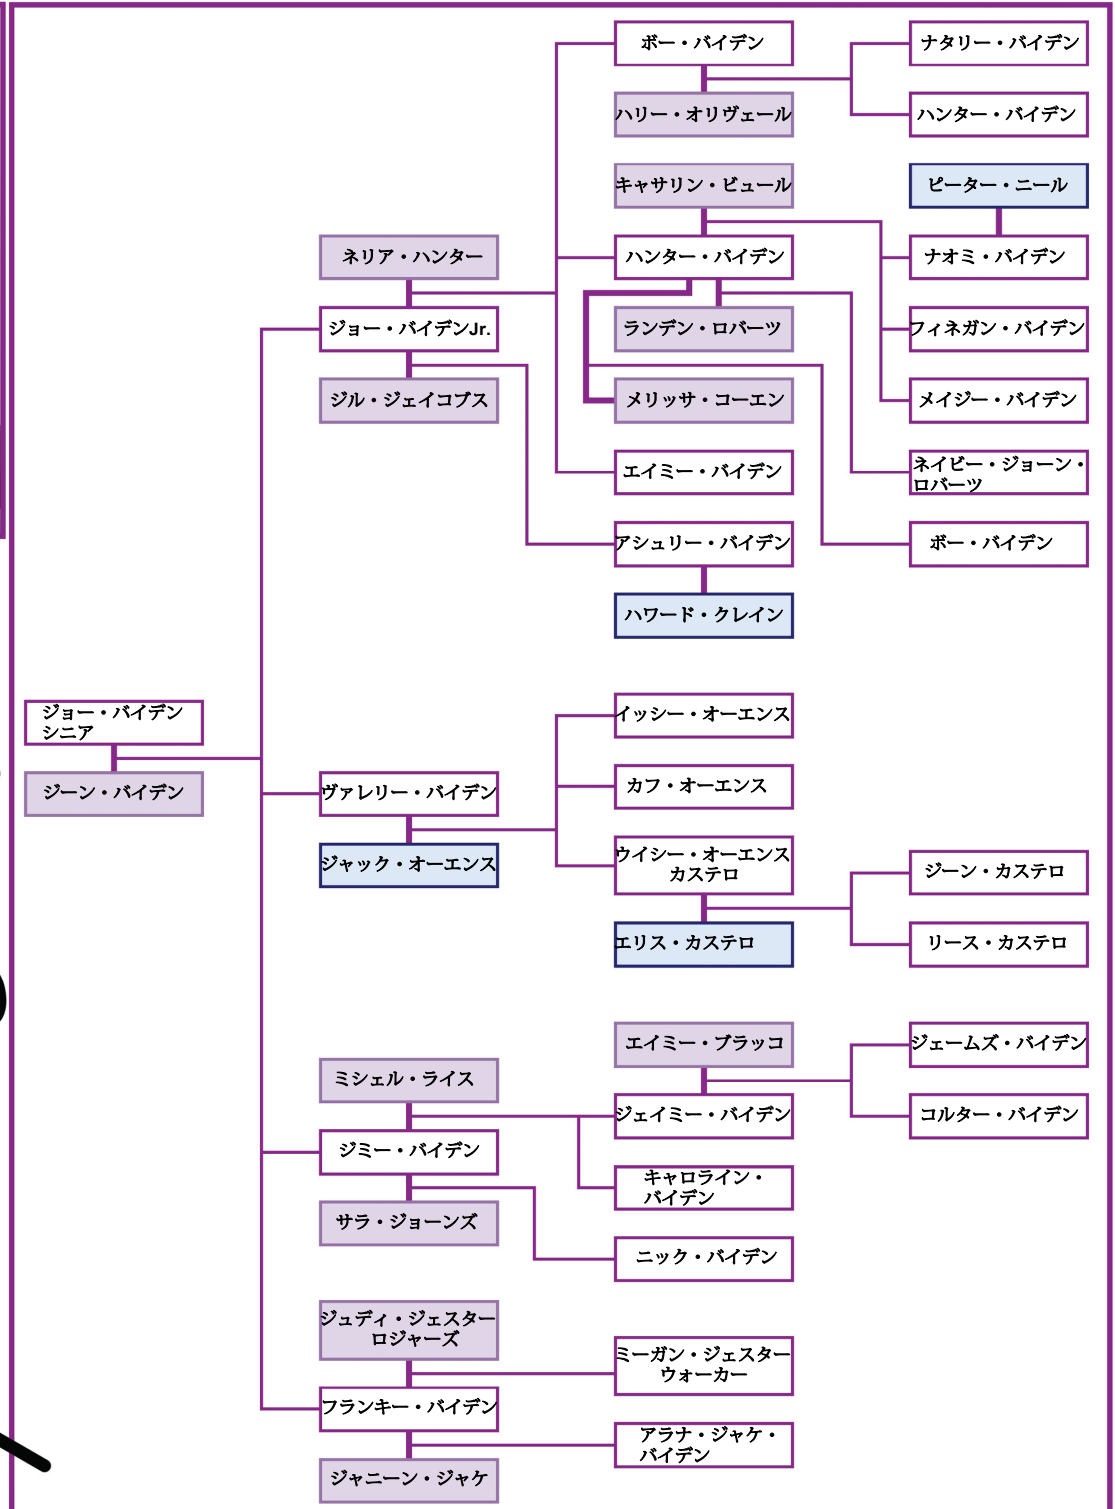 ボー・バイデン
ナタリー・バイデン
ハリー・オリヴェール
ハンター・バイデン
キャサリン・ビュール
ピーター・ニール
ネリア・ハンター
ハンター・バイデン
ナオミ・バイデン
ジョー・バイデンJr.
ランデン・ロバーツ
フィネガン・バイデン
ジル・ジェイコブス
メリッサ・コーエン
メイジー・バイデン
エイミー・バイデン
ネイビー・ジョーン・
ロバーツ
アシュリー・バイデン
ボー・バイデン
ハワード・クレイン
ジョー・バイデン
シニア
ジーン・バイデン
イッシー・オーエンス
カフ・オーエンス
ヴァレリー・バイデン
ジャック・オーエンス
ウイシー・オーエンス
カステロ
ジーン・カステロ
エリス・カステロ
リース・カステロ
エイミー・ブラッコ
ジェームズ・バイデン
ミシェル・ライス
ジェイミー・バイデン
コルター・バイデン
ジミー・バイデン
キャロライン・
バイデン
サラ・ジョーンズ
ニック・バイデン
ジュディ・ジェスター
ロジャーズ
ミーガン・ジェスター
ウォーカー
フランキー・バイデン
アラナ・ジャケ・
バイデン
ジャニーン・ジャケ